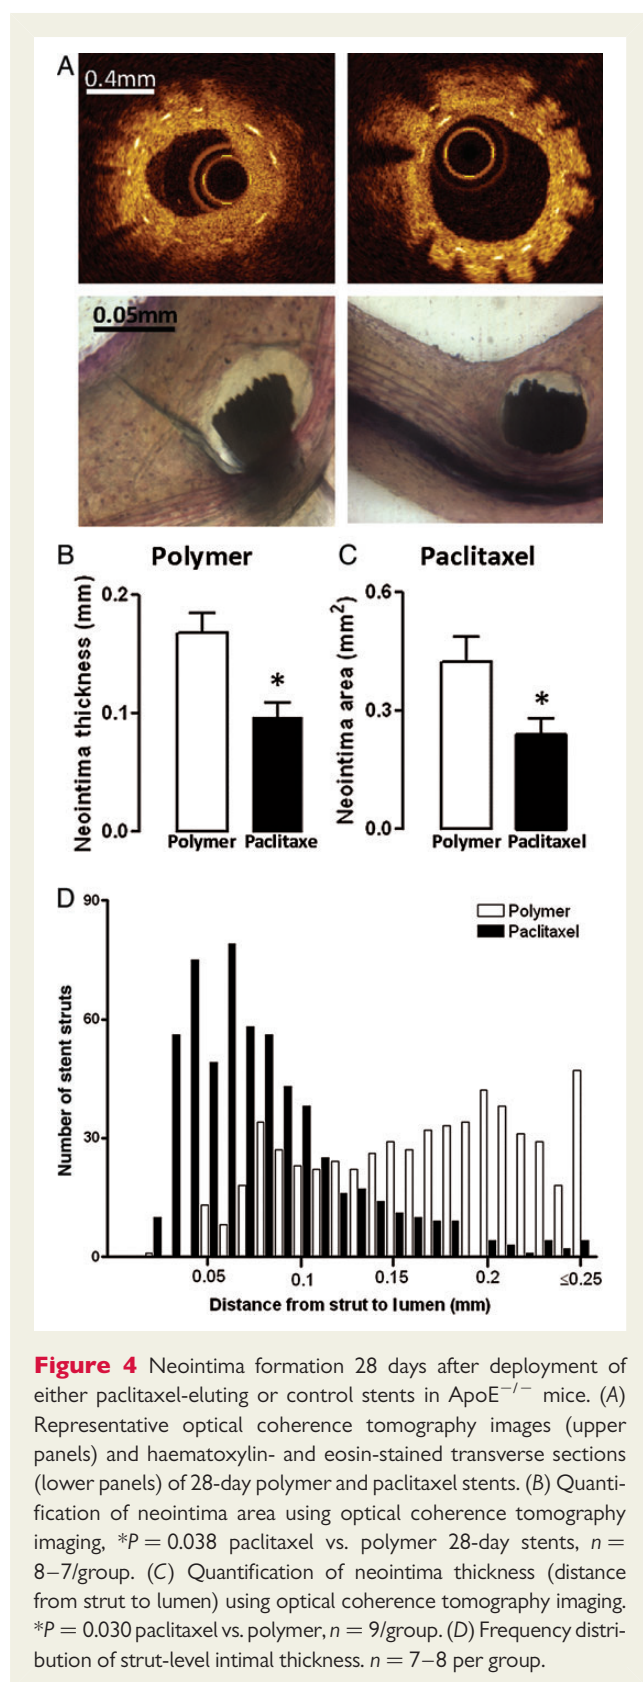 A
0.4mm
0.05mm
B
Polymer
C
Paclitaxel
Neointima thickness (mm)
0.2
0.1
0.0
Polymer Paclitaxe
Neointima area (mm²)
0.6
0.3
0.0
Polymer Paclitaxel
D
Number of stent struts
90
60
30
0
Polymer
Paclitaxel
0.05 0.1 0.15 0.2 ≤0.25
Distance from strut to lumen (mm)
*
*
Figure 4 Neointima formation 28 days after deployment of
either paclitaxel-eluting or control stents in ApoE−/− mice. (A)
Representative optical coherence tomography images (upper
panels) and haematoxylin- and eosin-stained transverse sections
(lower panels) of 28-day polymer and paclitaxel stents. (B) Quanti-
fication of neointima area using optical coherence tomography
imaging, *P = 0.038 paclitaxel vs. polymer 28-day stents, n =
8–7/group. (C) Quantification of neointima thickness (distance
from strut to lumen) using optical coherence tomography imaging.
*P = 0.030 paclitaxel vs. polymer, n = 9/group. (D) Frequency distri-
bution of strut-level intimal thickness. n = 7–8 per group.